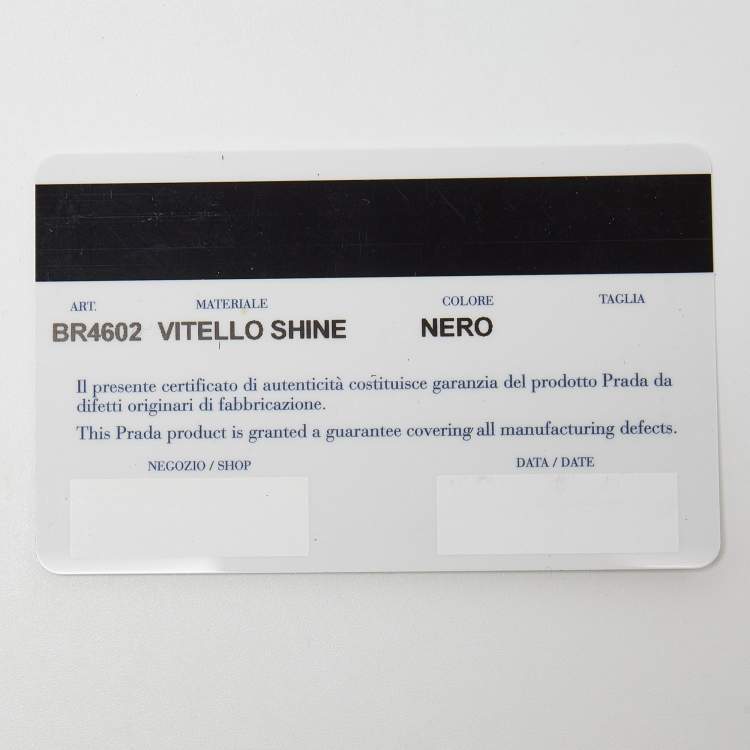 ART. MATERIALE COLORE TAGLIA
BR4602 VITELLO SHINE NERO
Il presente certificato di autenticità costituisce garanzia del prodotto Prada da
difetti originari di fabbricazione.
This Prada product is granted a guarantee covering all manufacturing defects.
NEGOZIO / SHOP DATA / DATE